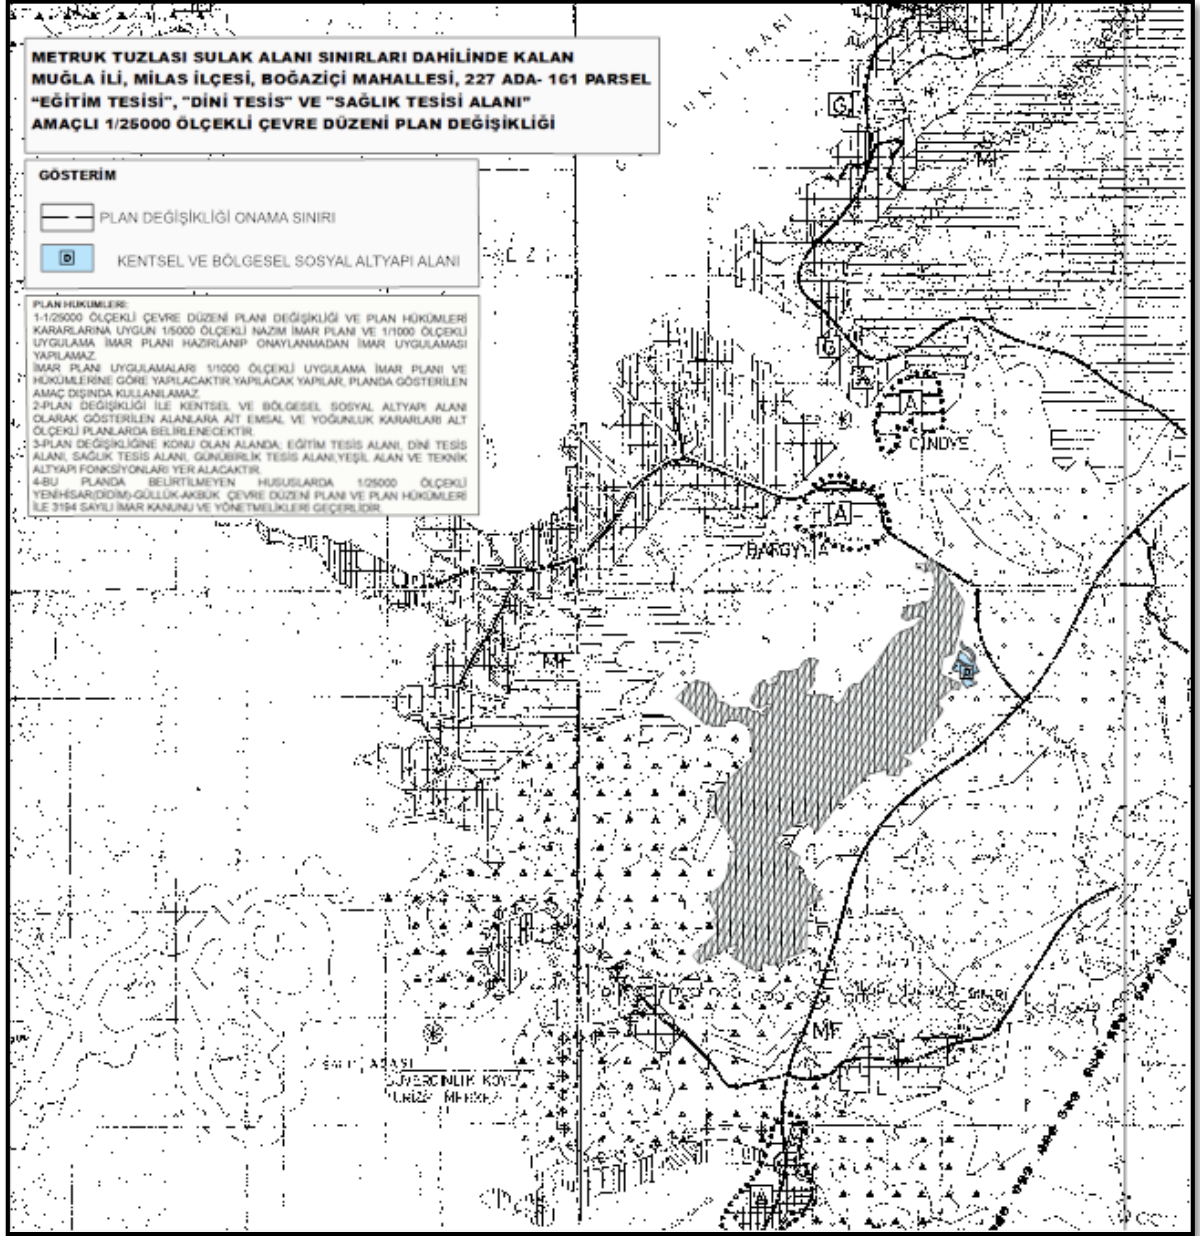 METRUK TUZLASI SULAK ALANI SINIRLARI DAHİLİNDE KALAN
MUĞLA İLİ, MİLAS İLÇESİ, BOĞAZİÇİ MAHALLESİ, 227 ADA- 161 PARSEL
“EĞİTİM TESİSİ”, "DİNİ TESİS" VE "SAĞLIK TESİSİ ALANI"
AMAÇLI 1/25000 ÖLÇEKLİ ÇEVRE DÜZENİ PLAN DEĞİŞİKLİĞİ
GÖSTERİM
PLAN DEĞİŞİKLİĞİ ONAMA SINIRI
D
KENTSEL VE BÖLGESEL SOSYAL ALTYAPI ALANI
PLAN HÜKÜMLERİ:
1-1/25000 ÖLÇEKLİ ÇEVRE DÜZENİ PLANI DEĞİŞİKLİĞİ VE PLAN HÜKÜMLERİ
KARARLARINA UYGUN 1/5000 ÖLÇEKLİ NAZIM İMAR PLANI VE 1/1000 ÖLÇEKLİ
UYGULAMA İMAR PLANI HAZIRLANIP ONAYLANMADAN İMAR UYGULAMASI
YAPILAMAZ.
İMAR PLANI UYGULAMALARI 1/1000 ÖLÇEKLİ UYGULAMA İMAR PLANI VE
HÜKÜMLERİNE GÖRE YAPILACAKTIR.YAPILACAK YAPILAR, PLANDA GÖSTERİLEN
AMAÇ DIŞINDA KULLANILAMAZ.
2-PLAN DEĞİŞİKLİĞİ İLE KENTSEL VE BÖLGESEL SOSYAL ALTYAPI ALANI
OLARAK GÖSTERİLEN ALANLARA AİT EMSAL VE YOĞUNLUK KARARLARI ALT
ÖLÇEKLİ PLANLARDA BELİRLENECEKTİR.
3-PLAN DEĞİŞİKLİĞİNE KONU OLAN ALANDA; EĞİTİM TESİS ALANI, DİNİ TESİS
ALANI, SAĞLIK TESİS ALANI, GÜNÜBİRLİK TESİS ALANI,YEŞİL ALAN VE TEKNİK
ALTYAPI FONKSİYONLARI YER ALACAKTIR.
4-BU PLANDA BELİRTİLMEYEN HUSUSLARDA 1/25000 ÖLÇEKLİ
YENİHİSAR(DİDİM)-GÜLLÜK-AKBÜK ÇEVRE DÜZENİ PLANI VE PLAN HÜKÜMLERİ
İLE 3194 SAYILI İMAR KANUNU VE YÖNETMELİKLERİ GEÇERLİDİR.
G
G
A
CİNDYE
A
BARGYLIA
D
MF
SALIH ADASI
GÜVERCİNLİK KOYU
TURİZM MERKEZİ
A